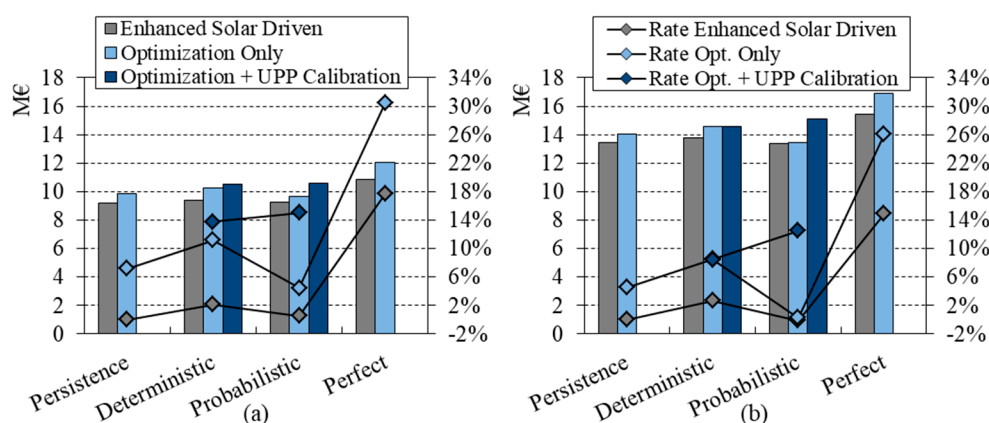 Enhanced Solar Driven
Optimization Only
Optimization + UPP Calibration
M€
18
16
14
12
10
8
6
4
2
0
34%
30%
26%
22%
18%
14%
10%
6%
2%
-2%
Persistence
Deterministic
Probabilistic
Perfect
(a)
Rate Enhanced Solar Driven
Rate Opt. Only
Rate Opt. + UPP Calibration
M€
18
16
14
12
10
8
6
4
2
0
34%
30%
26%
22%
18%
14%
10%
6%
2%
-2%
Persistence
Deterministic
Probabilistic
Perfect
(b)